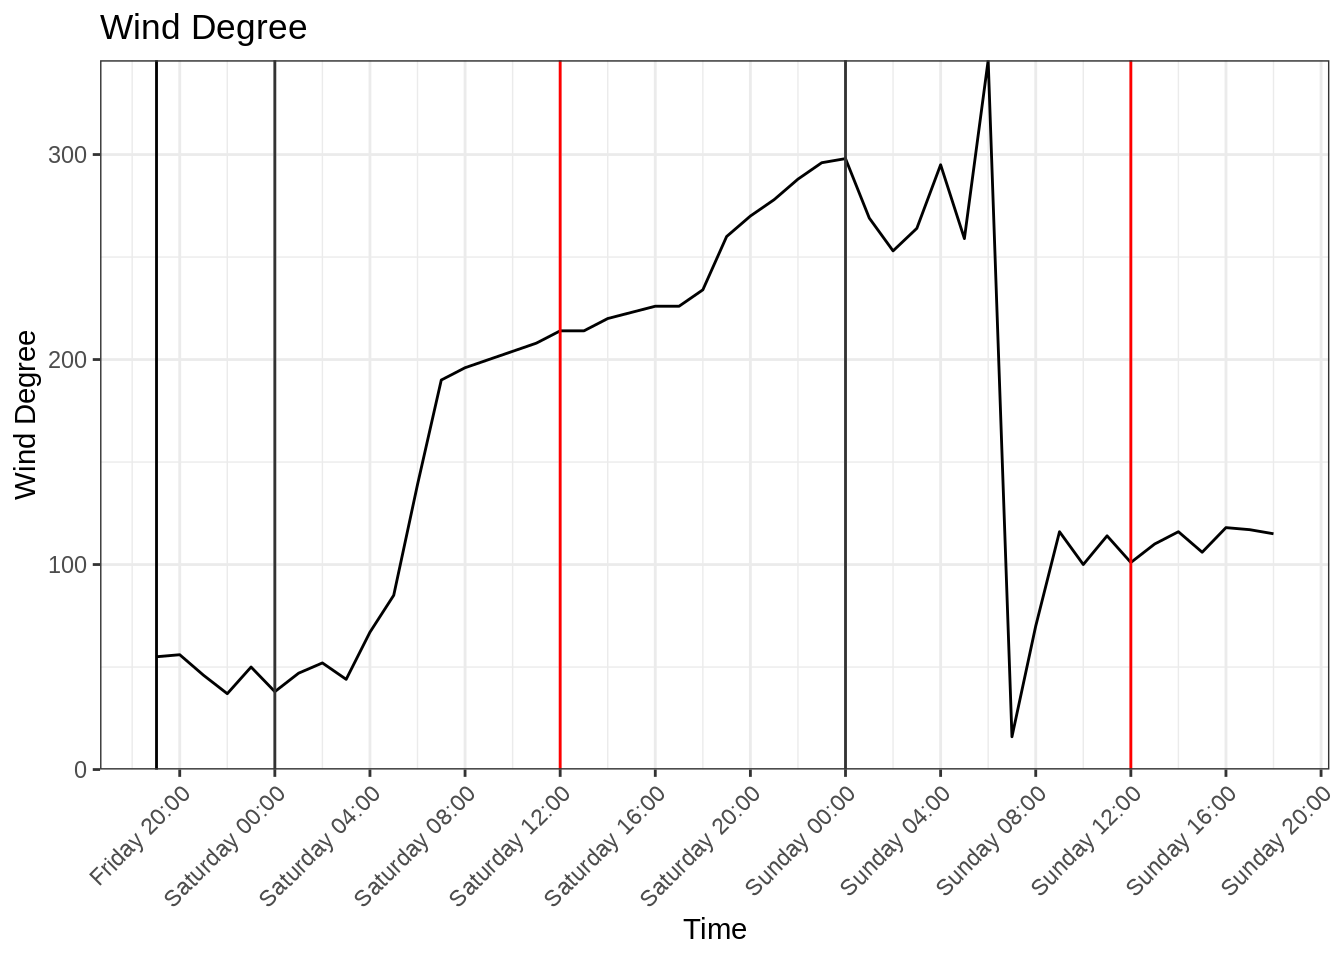 Wind Degree
Wind Degree
300
200
100
0
Friday 20:00
Saturday 00:00
Saturday 04:00
Saturday 08:00
Saturday 12:00
Saturday 16:00
Saturday 20:00
Sunday 00:00
Sunday 04:00
Sunday 08:00
Sunday 12:00
Sunday 16:00
Sunday 20:00
Time